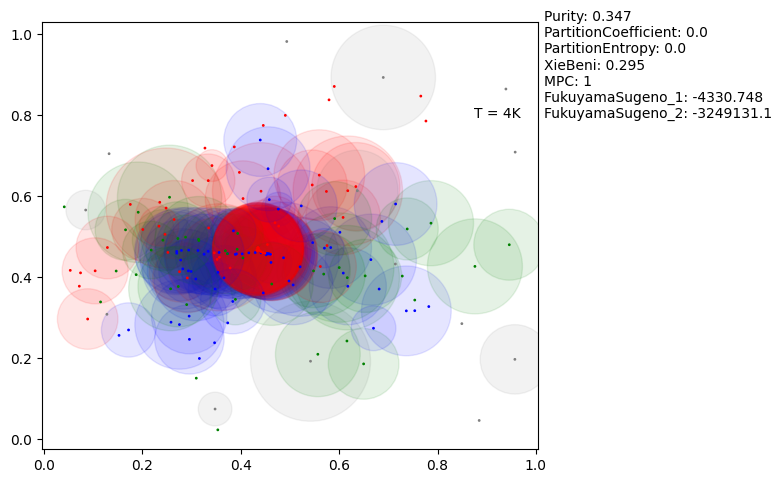 Purity: 0.347
PartitionCoefficient: 0.0
PartitionEntropy: 0.0
XieBeni: 0.295
MPC: 1
FukuyamaSugeno_1: -4330.748
FukuyamaSugeno_2: -3249131.1
T = 4K
1.0
0.8
0.6
0.4
0.2
0.0
0.0 0.2 0.4 0.6 0.8 1.0